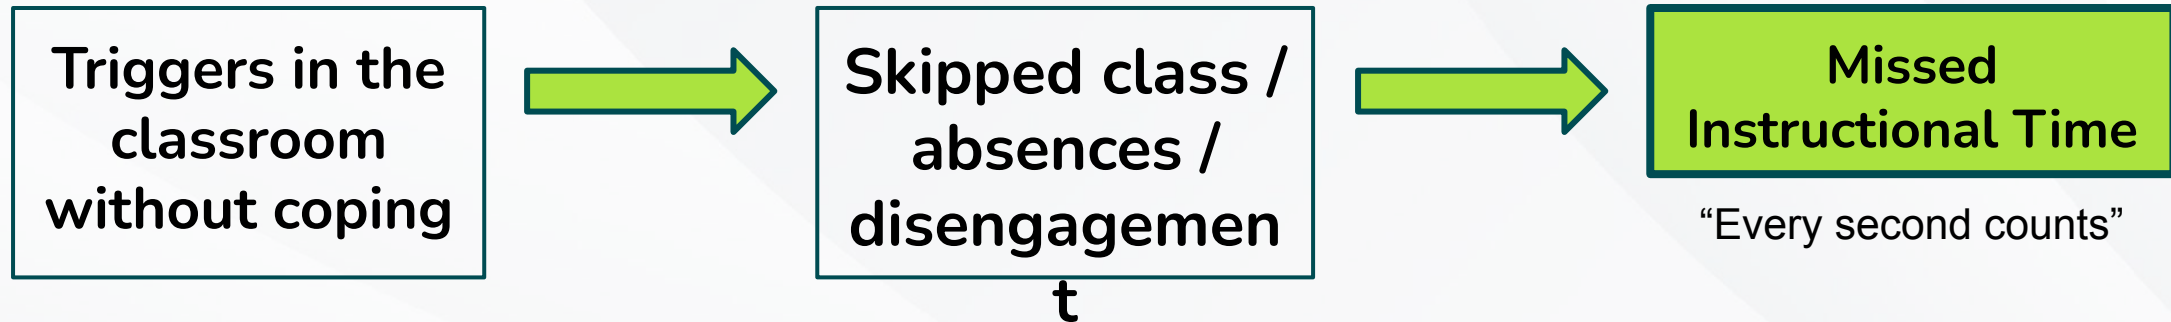 Triggers in the
classroom
without coping
Skipped class /
absences /
disengagemen
t
Missed
Instructional Time
“Every second counts”